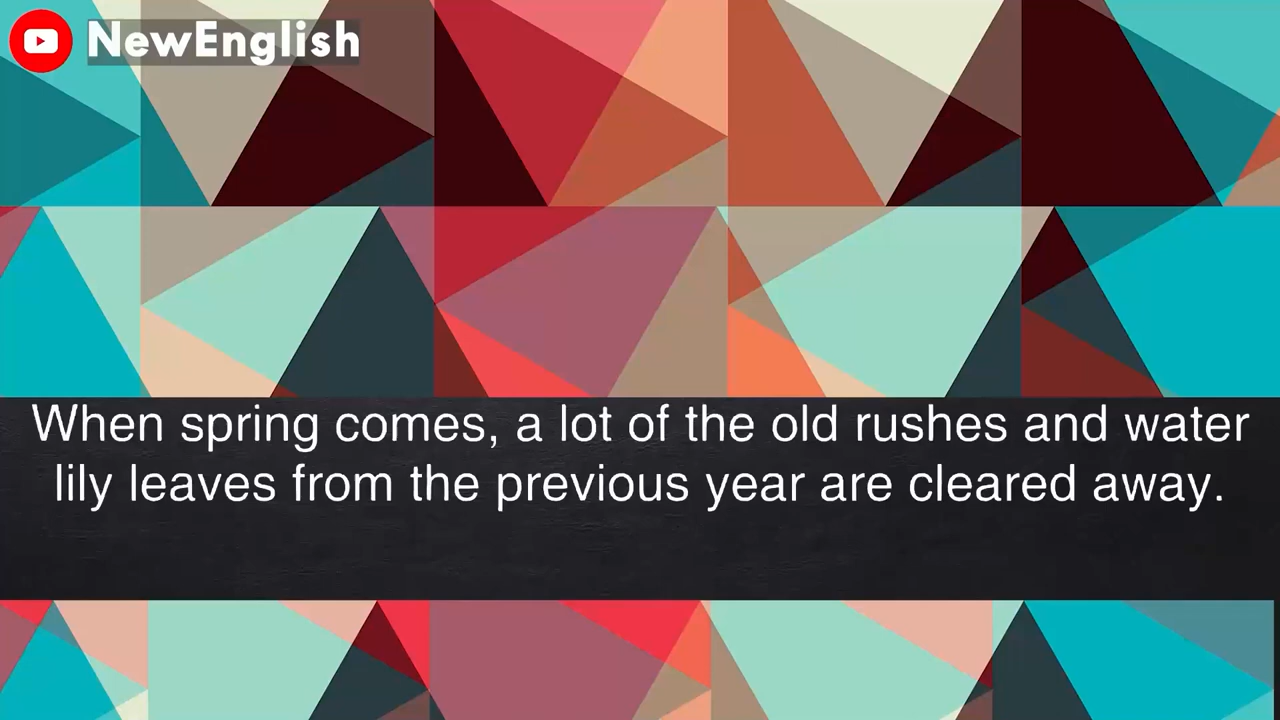 NewEnglish
When spring comes, a lot of the old rushes and water
lily leaves from the previous year are cleared away.